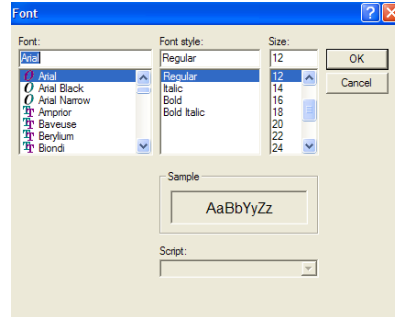 Font
Font: Font style: Size:
Arial Regular 12 OK
Arial Regular 12 Cancel
Arial Black Italic 14
Arial Narrow Bold 16
Amprior Bold Italic 18
Baveuse 20
Berylium 22
Biondi 24
Sample
AaBbYyZz
Script: